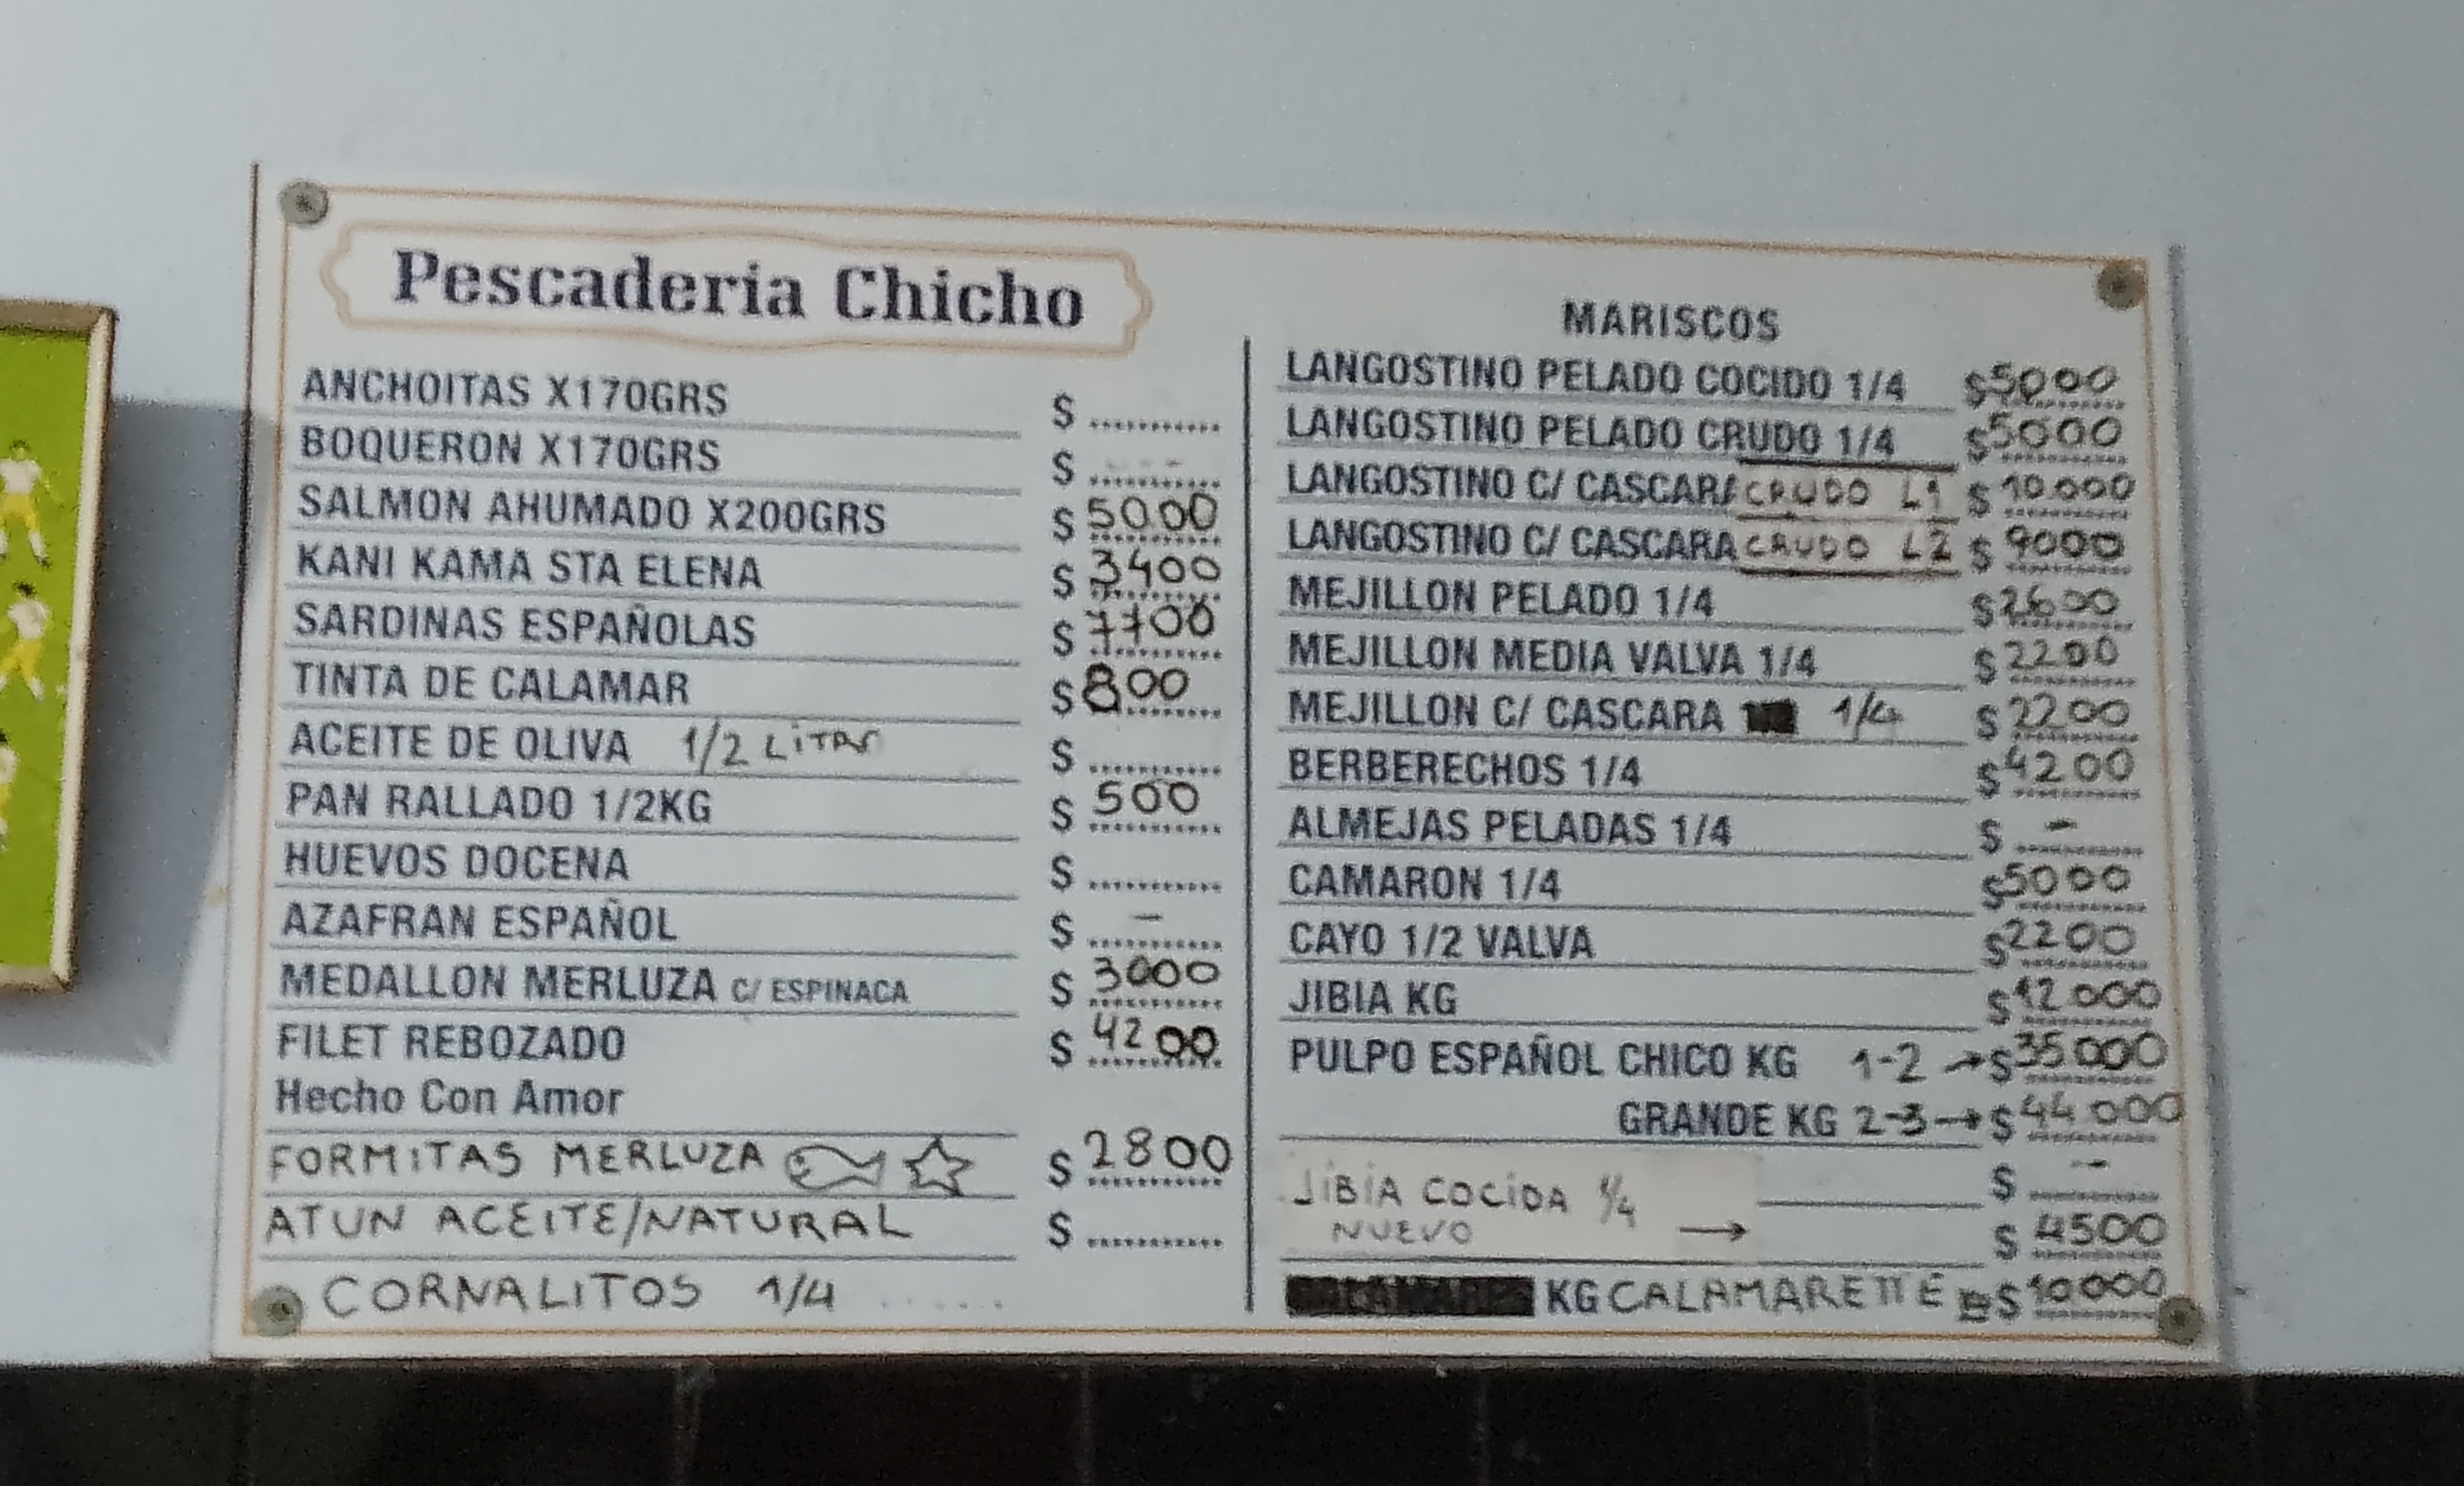 Pescaderia Chicho
ANCHOITAS X170GRS $
BOQUERON X170GRS $
SALMON AHUMADO X200GRS $ 5000
KANI KAMA STA ELENA $ 3400
SARDINAS ESPAÑOLAS $ 7700
TINTA DE CALAMAR $ 800
ACEITE DE OLIVA 1/2 LiTRO $
PAN RALLADO 1/2KG $ 500
HUEVOS DOCENA $
AZAFRAN ESPAÑOL $ -
MEDALLON MERLUZA C/ ESPINACA $ 3000
FILET REBOZADO $ 4200
Hecho Con Amor
FORMiTAS MERLUZA $ 2800
ATUN ACEITE/NATURAL $
CORNALiTOS 1/4
MARISCOS
LANGOSTINO PELADO COCIDO 1/4 $5000
LANGOSTINO PELADO CRUDO 1/4 $5000
LANGOSTINO C/ CASCARA CRUDO L1 $ 10.000
LANGOSTINO C/ CASCARA CRUDO L2 $ 9000
MEJILLON PELADO 1/4 $2600
MEJILLON MEDIA VALVA 1/4 $2200
MEJILLON C/ CASCARA 1/4 $2200
BERBERECHOS 1/4 $4200
ALMEJAS PELADAS 1/4 $ -
CAMARON 1/4 $5000
CAYO 1/2 VALVA $2200
JIBIA KG $12000
PULPO ESPAÑOL CHICO KG 1-2 → $35000
GRANDE KG 2-3 → $44000
$ -
JiBiA COCIDA 1/4
NUEVO → $ 4500
KG CALAMARETTE $10000